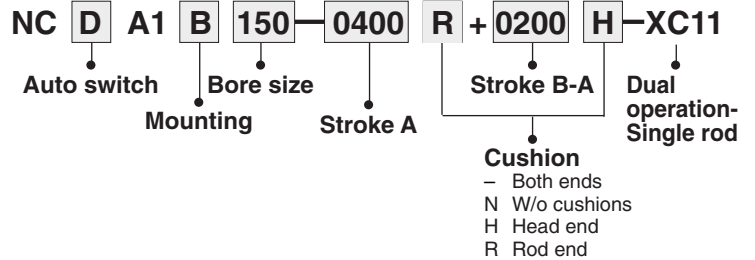 NC D A1 B 150-0400 R + 0200 H-XC11
Auto switch
Bore size
Stroke B-A
Dual
operation-
Single rod
Mounting
Stroke A
Cushion
– Both ends
N W/o cushions
H Head end
R Rod end